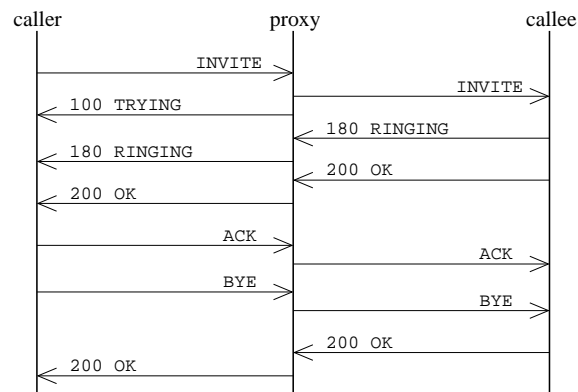 caller proxy callee
INVITE
INVITE
100 TRYING
180 RINGING
180 RINGING
200 OK
200 OK
ACK
ACK
BYE
BYE
200 OK
200 OK